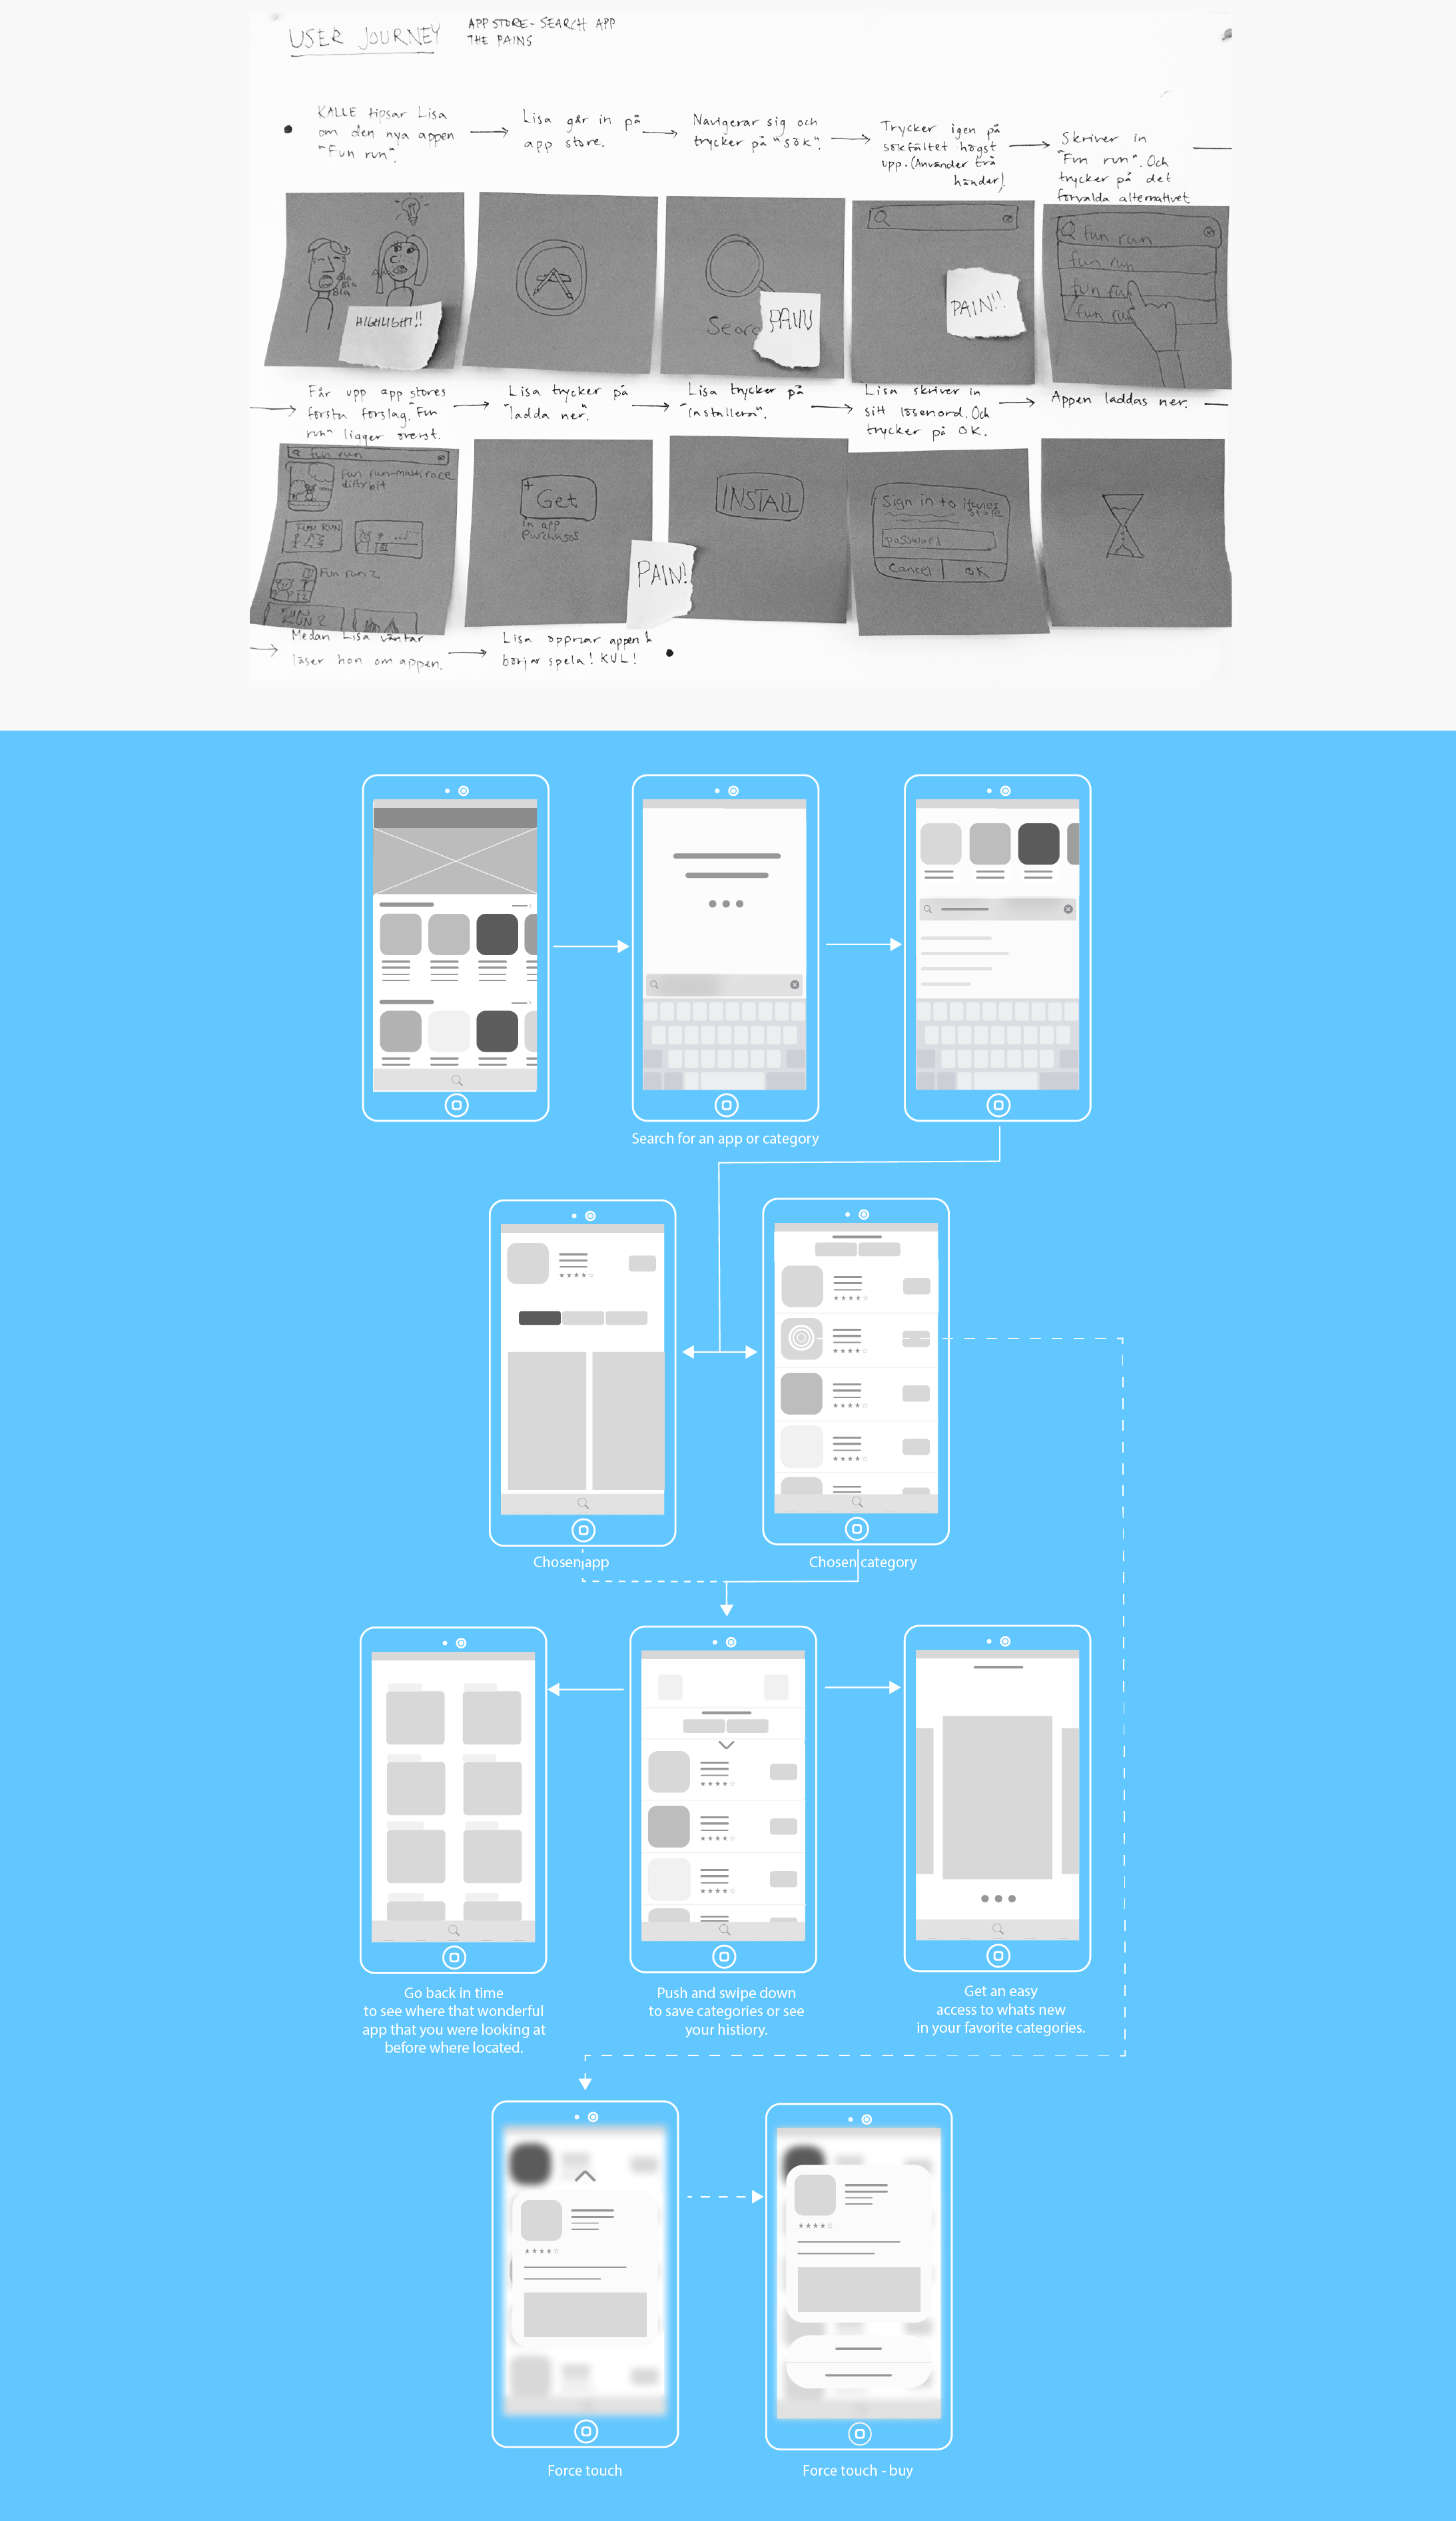 USER JOURNEY
APP STORE - SEARCH APP
THE PAINS
KALLE tipsar Lisa
om den nya appen
"Fun run".
Lisa går in på
app store.
Navigerar sig och
trycker på "sök".
Trycker igen på
sökfältet högst
upp. (Använder två
händer)
Skriver in
"Fun run". Och
trycker på det
förvalda alternativet
Bla
Bla
Bla
HIGHLIGHT!!
Search
PAIN
PAIN!!
fun run
fun run
fun run
fun run
Får upp app stores
första förslag. "Fun
run" ligger överst.
Lisa trycker på
"ladda ner".
Lisa trycker på
"installera".
Lisa skriver in
sitt lösenord. Och
trycker på OK.
Appen laddas ner.
fun run
Fun run-multirace
dirtybit
FUN RUN
Fun run 2
FUN
RUN 2
+
Get
In app
purchases
PAIN!
INSTALL
Sign in to itunes
store
password
Cancel
OK
Medan Lisa väntar
läser hon om appen.
Lisa öppnar appen &
börjar spela! KUL!
Search for an app or category
Chosen app
Chosen category
Go back in time
to see where that wonderful
app that you were looking at
before where located.
Push and swipe down
to save categories or see
your histiory.
Get an easy
access to whats new
in your favorite categories.
Force touch
Force touch - buy